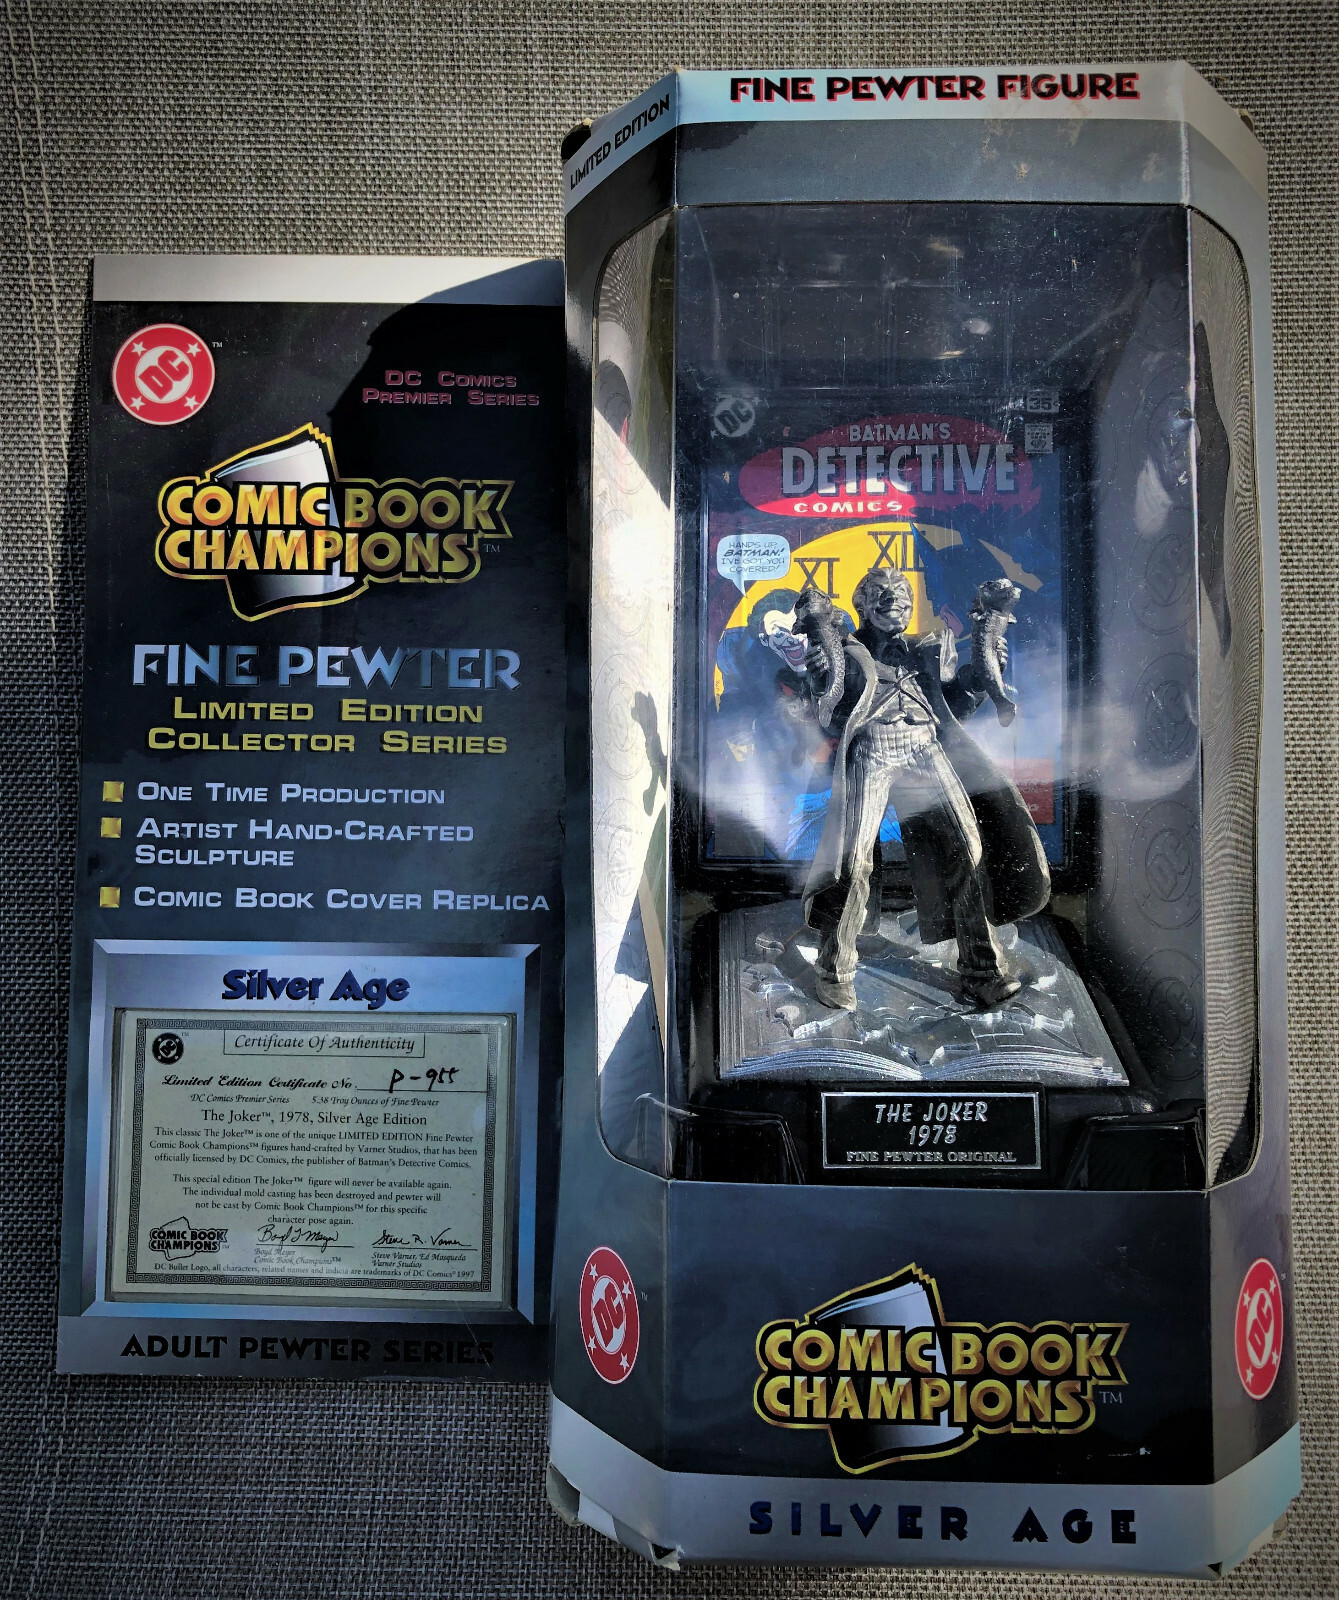 DC
DC COMICS
PREMIER SERIES
COMIC BOOK
CHAMPIONS™
FINE PEWTER
LIMITED EDITION
COLLECTOR SERIES
ONE TIME PRODUCTION
ARTIST HAND-CRAFTED
SCULPTURE
COMIC BOOK COVER REPLICA
Silver Age
DC
Certificate Of Authenticity
Limited Edition Certificate No. P-955
DC Comics Premier Series 5.38 Troy Ounces of Fine Pewter
The Joker™, 1978, Silver Age Edition
This classic The Joker™ is one of the unique LIMITED EDITION Fine Pewter
Comic Book Champions™ figures hand-crafted by Varner Studios, that has been
officially licensed by DC Comics, the publisher of Batman's Detective Comics.
This special edition The Joker™ figure will never be available again.
The individual mold casting has been destroyed and pewter will
not be cast by Comic Book Champions™ for this specific
character pose again.
COMIC BOOK
CHAMPIONS™
Boyd J Meyer
Boyd Meyer
Comic Book Champions™
Steve R. Varner
Steve Varner, Ed Masqueda
Varner Studios
DC Bullet Logo, all characters, related names and indicia are trademarks of DC Comics©1997
ADULT PEWTER SERIES
LIMITED EDITION
FINE PEWTER FIGURE
DC
35¢
BATMAN'S
DETECTIVE
COMICS
HANDS UP,
BATMAN!
I'VE GOT YOU
COVERED!
XI
XII
THE JOKER
1978
FINE PEWTER ORIGINAL
DC
DC
COMIC BOOK
CHAMPIONS™
SILVER AGE